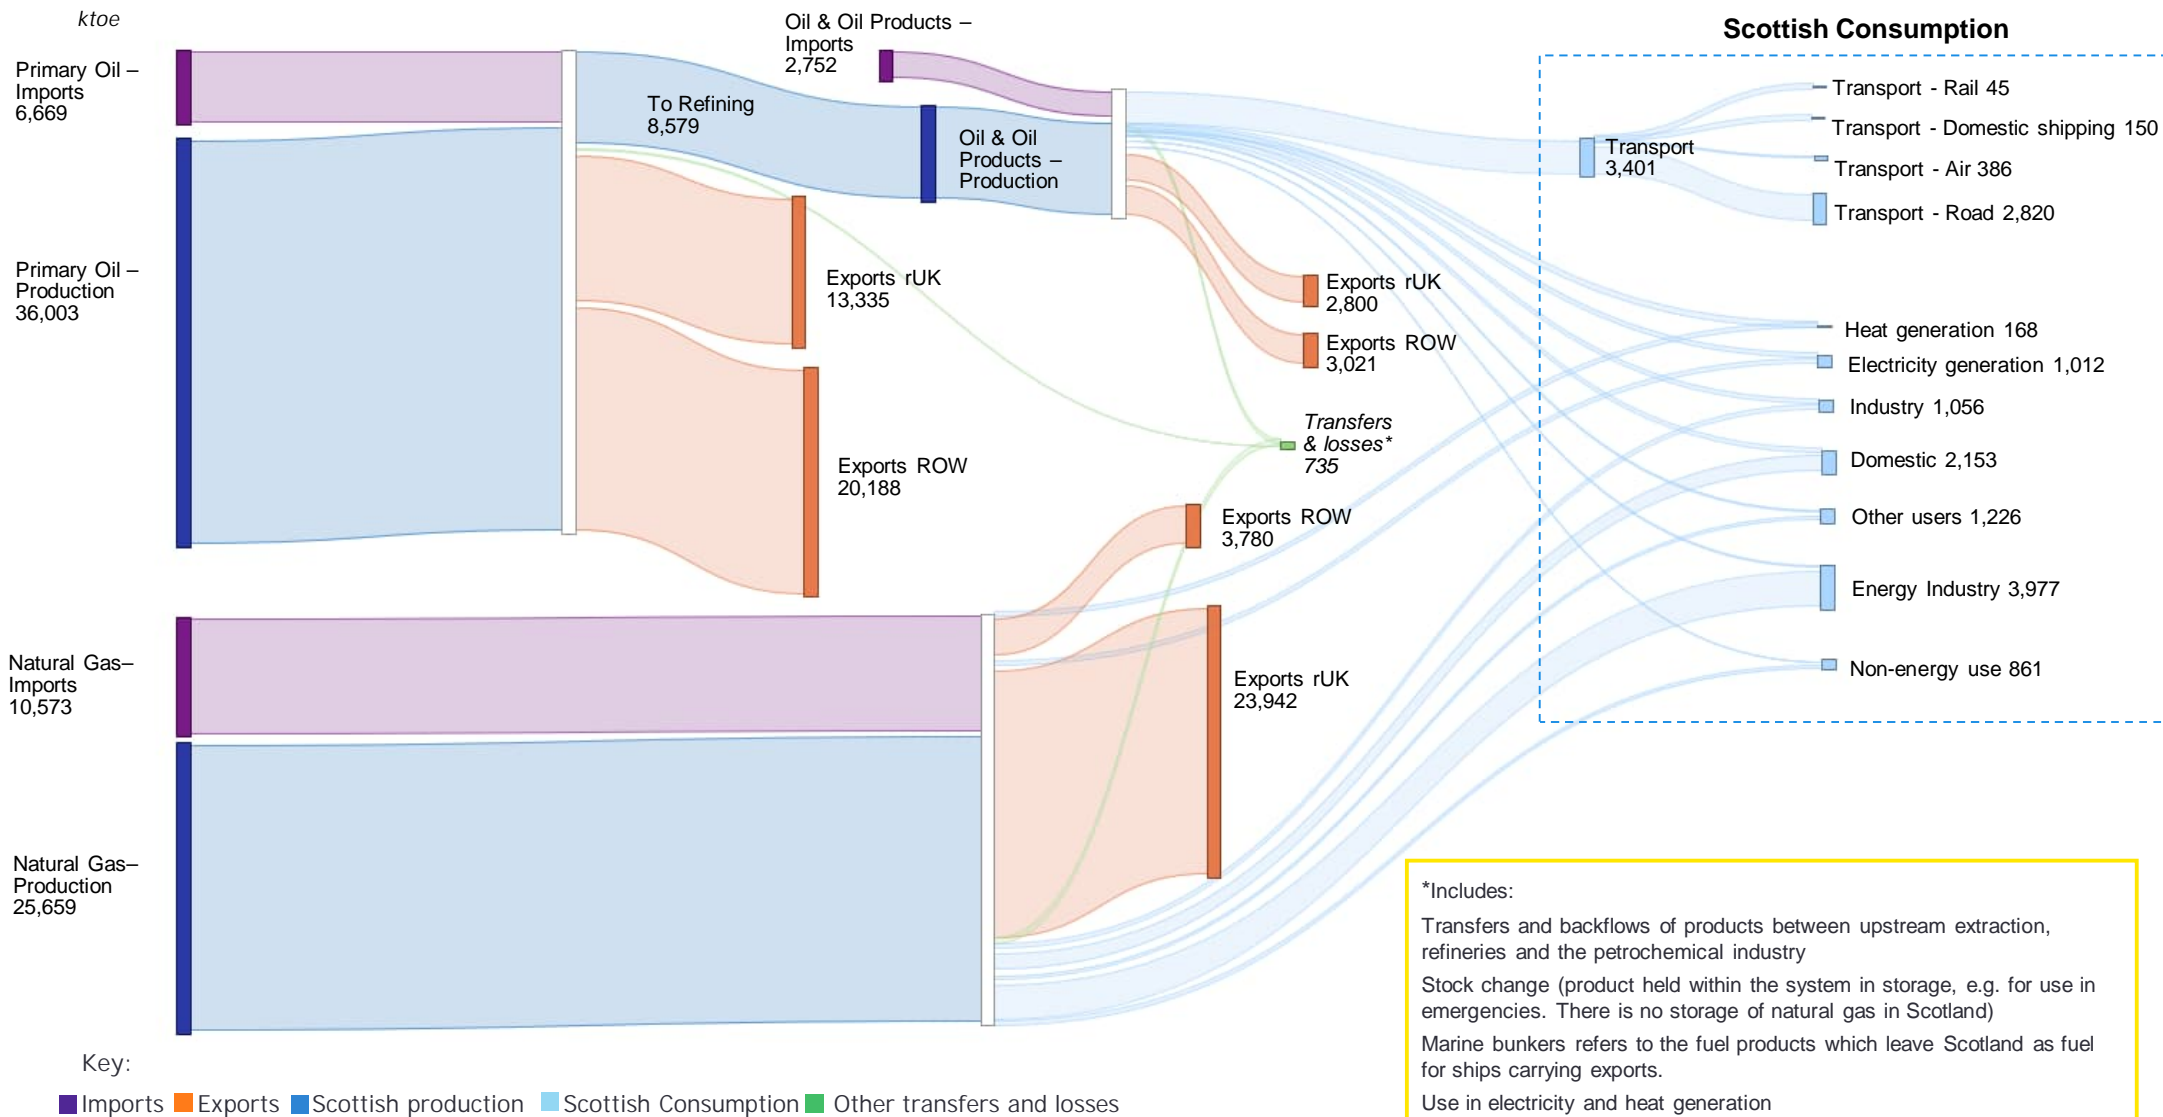 ktoe
Primary Oil –
Imports
6,669
Primary Oil –
Production
36,003
Natural Gas–
Imports
10,573
Natural Gas–
Production
25,659
To Refining
8,579
Oil & Oil Products –
Imports
2,752
Oil & Oil
Products –
Production
Exports rUK
13,335
Exports ROW
20,188
Exports rUK
2,800
Exports ROW
3,021
Transfers
& losses*
735
Exports ROW
3,780
Exports rUK
23,942
Scottish Consumption
Transport
3,401
Transport - Rail 45
Transport - Domestic shipping 150
Transport - Air 386
Transport - Road 2,820
Heat generation 168
Electricity generation 1,012
Industry 1,056
Domestic 2,153
Other users 1,226
Energy Industry 3,977
Non-energy use 861
*Includes:
Transfers and backflows of products between upstream extraction,
refineries and the petrochemical industry
Stock change (product held within the system in storage, e.g. for use in
emergencies. There is no storage of natural gas in Scotland)
Marine bunkers refers to the fuel products which leave Scotland as fuel
for ships carrying exports.
Use in electricity and heat generation
Key:
Imports Exports Scottish production Scottish Consumption Other transfers and losses